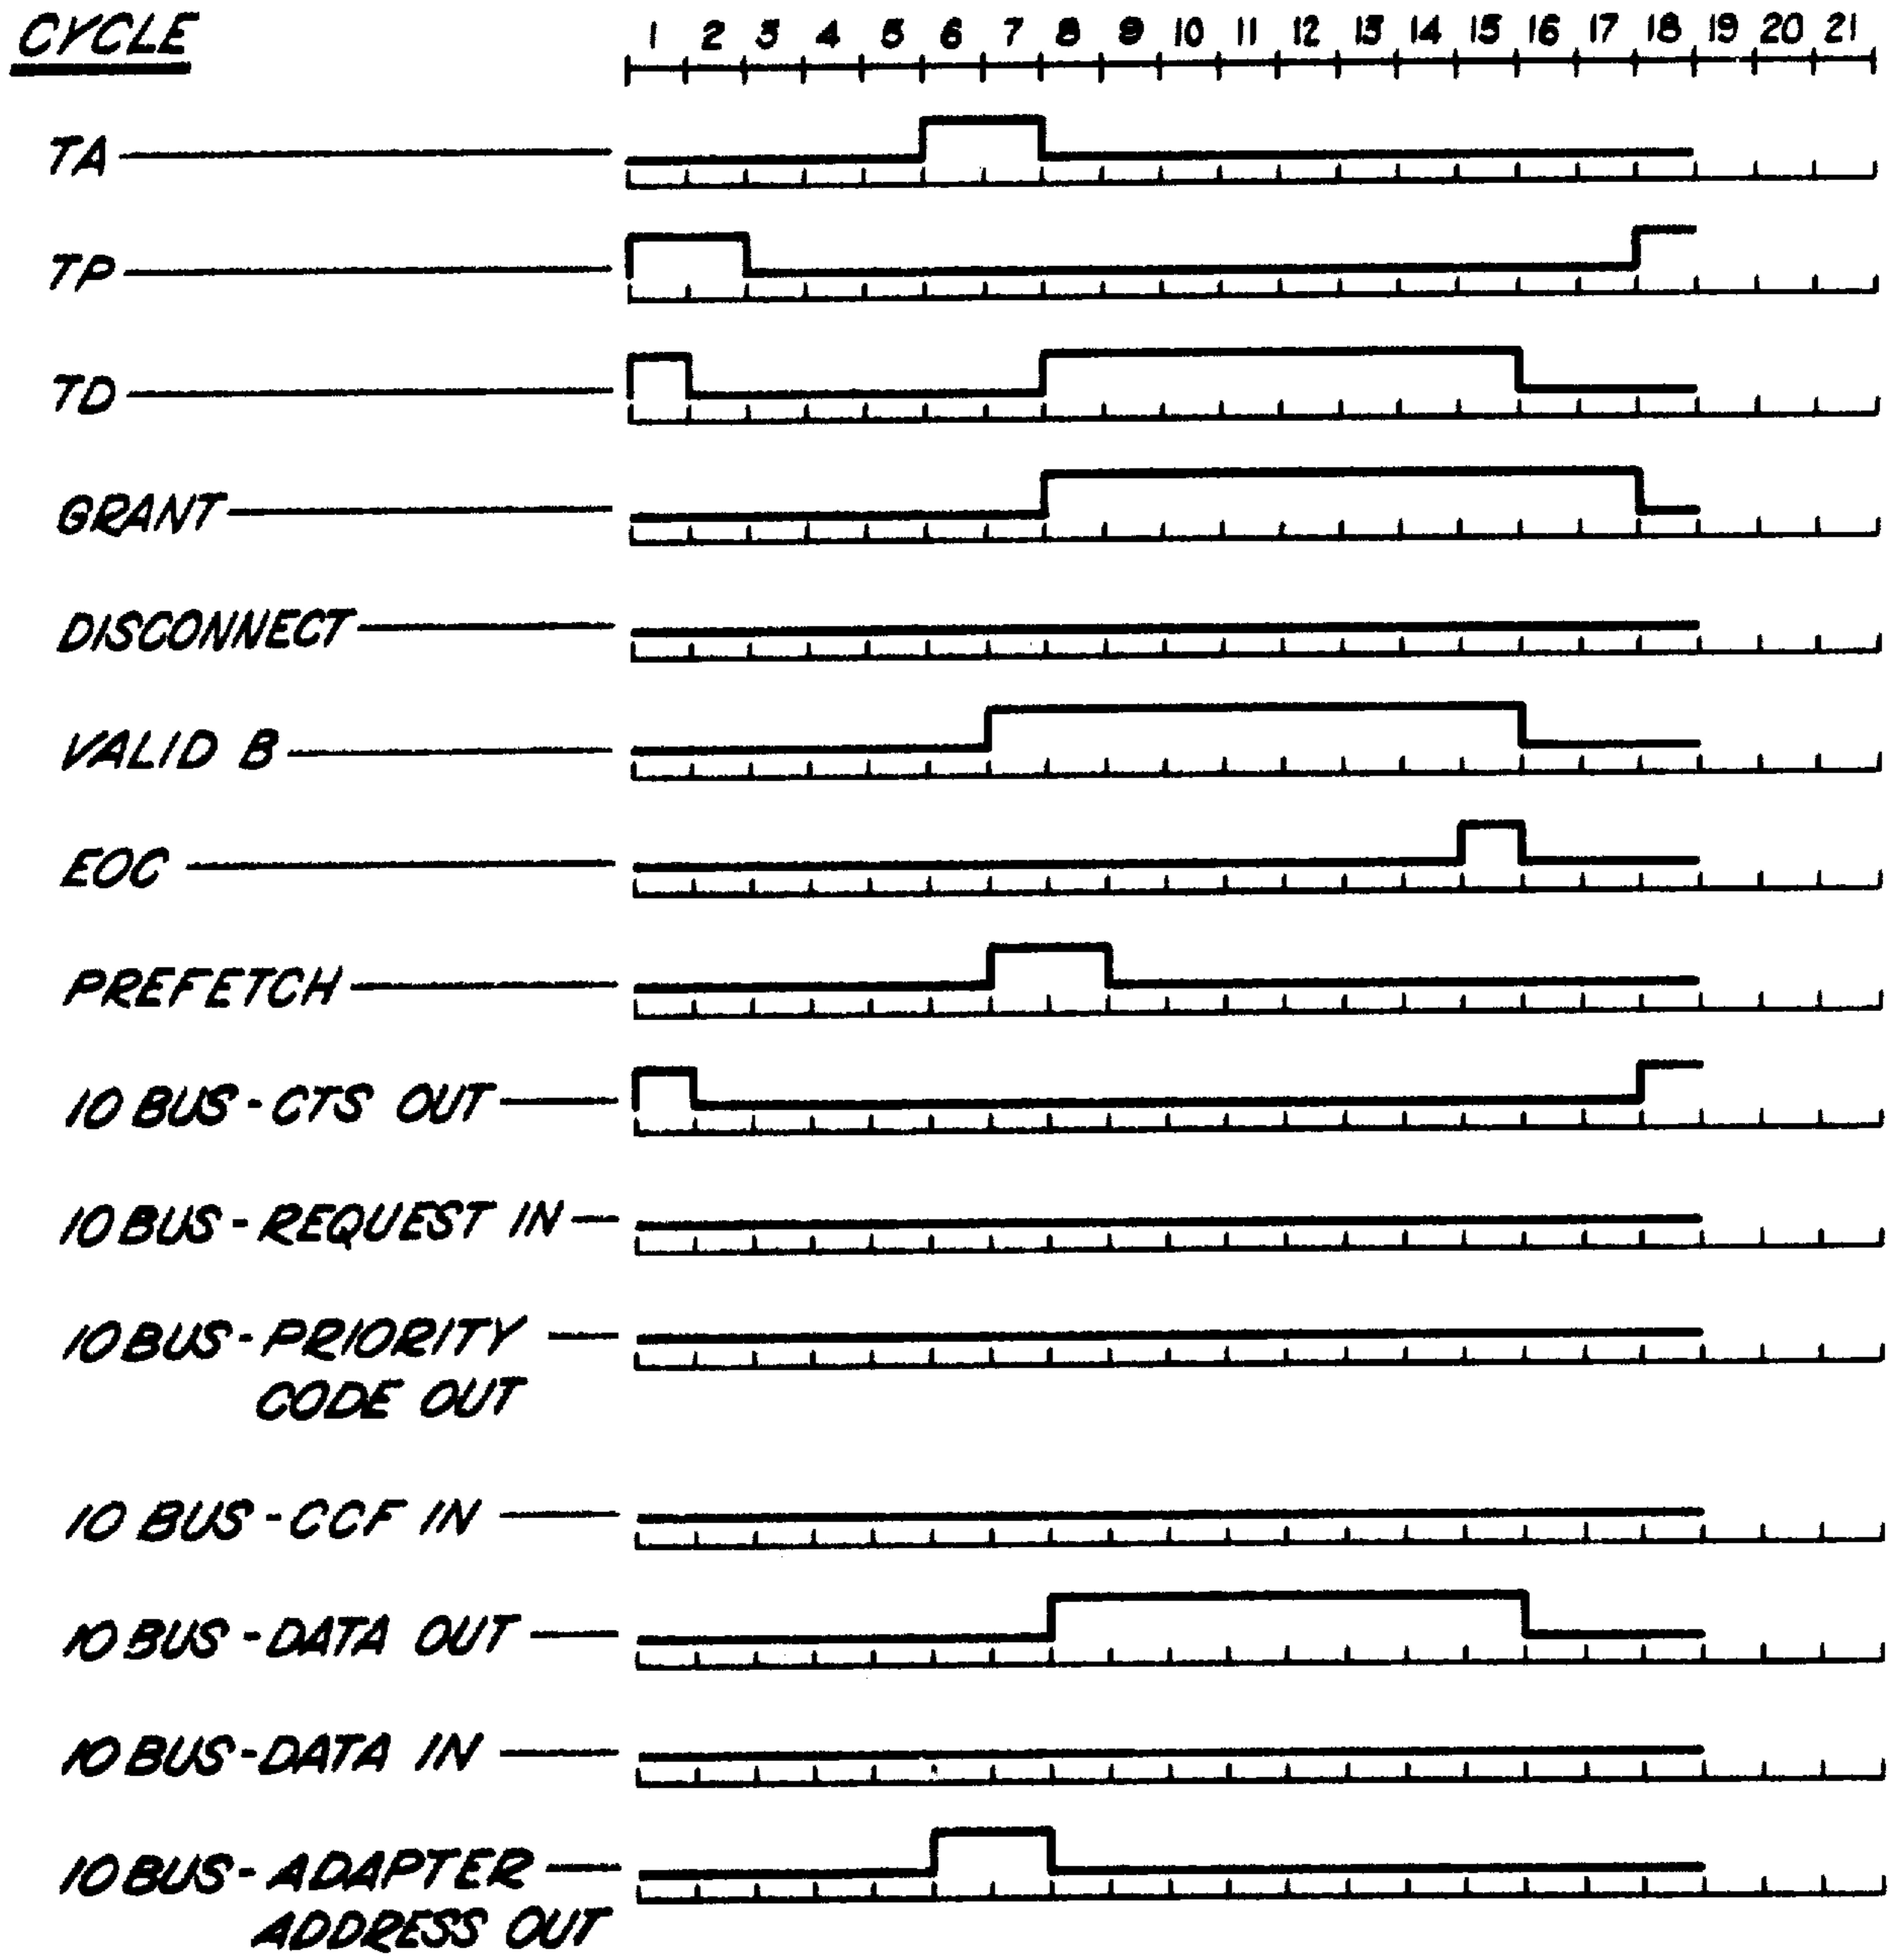 CYCLE 1 2 3 4 5 6 7 8 9 10 11 12 13 14 15 16 17 18 19 20 21
TA
TP
TD
GRANT
DISCONNECT
VALID B
EOC
PREFETCH
IO BUS-CTS OUT
IO BUS-REQUEST IN
IO BUS-PRIORITY
CODE OUT
IO BUS-CCF IN
IO BUS-DATA OUT
IO BUS-DATA IN
IO BUS-ADAPTER
ADDRESS OUT